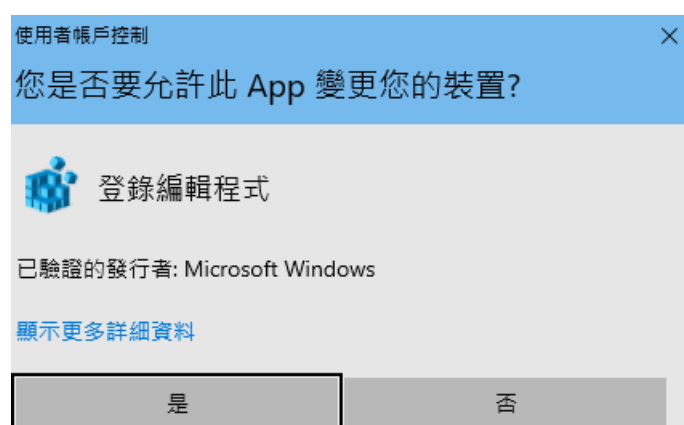 使用者帳戶控制
您是否要允許此 App 變更您的裝置?
登錄編輯程式
已驗證的發行者: Microsoft Windows
顯示更多詳細資料
是
否